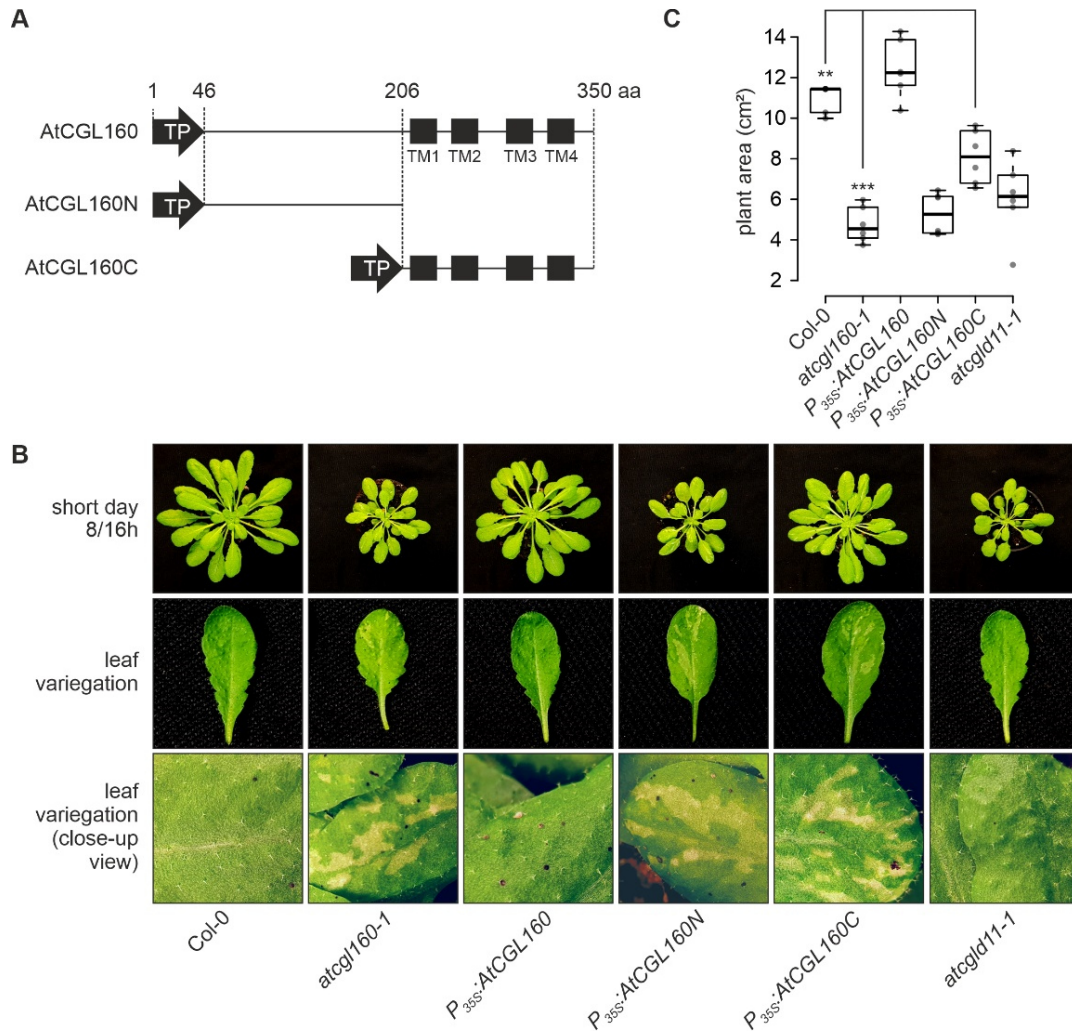 A
1 46 206 350 aa
AtCGL160 TP
TM1 TM2 TM3 TM4
AtCGL160N TP
AtCGL160C TP
C
plant area (cm²)
14
12
10
8
6
4
2
**
***
Col-0
atcgl160-1
P35S:AtCGL160
P35S:AtCGL160N
P35S:AtCGL160C
atcgld11-1
B
short day
8/16h
leaf
variegation
leaf
variegation
(close-up
view)
Col-0
atcgl160-1
P35S:AtCGL160
P35S:AtCGL160N
P35S:AtCGL160C
atcgld11-1